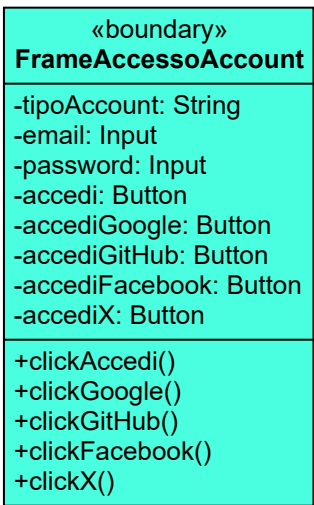 «boundary»
FrameAccessoAccount
-tipoAccount: String
-email: Input
-password: Input
-accedi: Button
-accediGoogle: Button
-accediGitHub: Button
-accediFacebook: Button
-accediX: Button
+clickAccedi()
+clickGoogle()
+clickGitHub()
+clickFacebook()
+clickX()